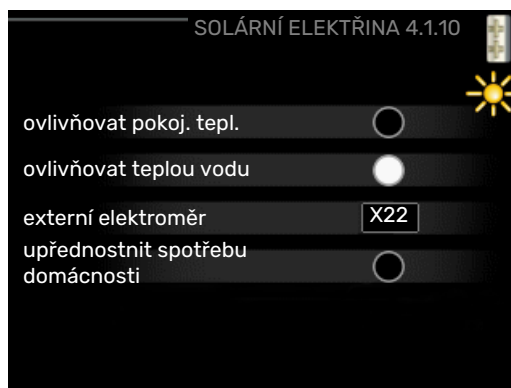 SOLÁRNÍ ELEKTŘINA 4.1.10
ovlivňovat pokoj. tepl.
ovlivňovat teplou vodu
externí elektroměr X22
upřednostnit spotřebu
domácnosti